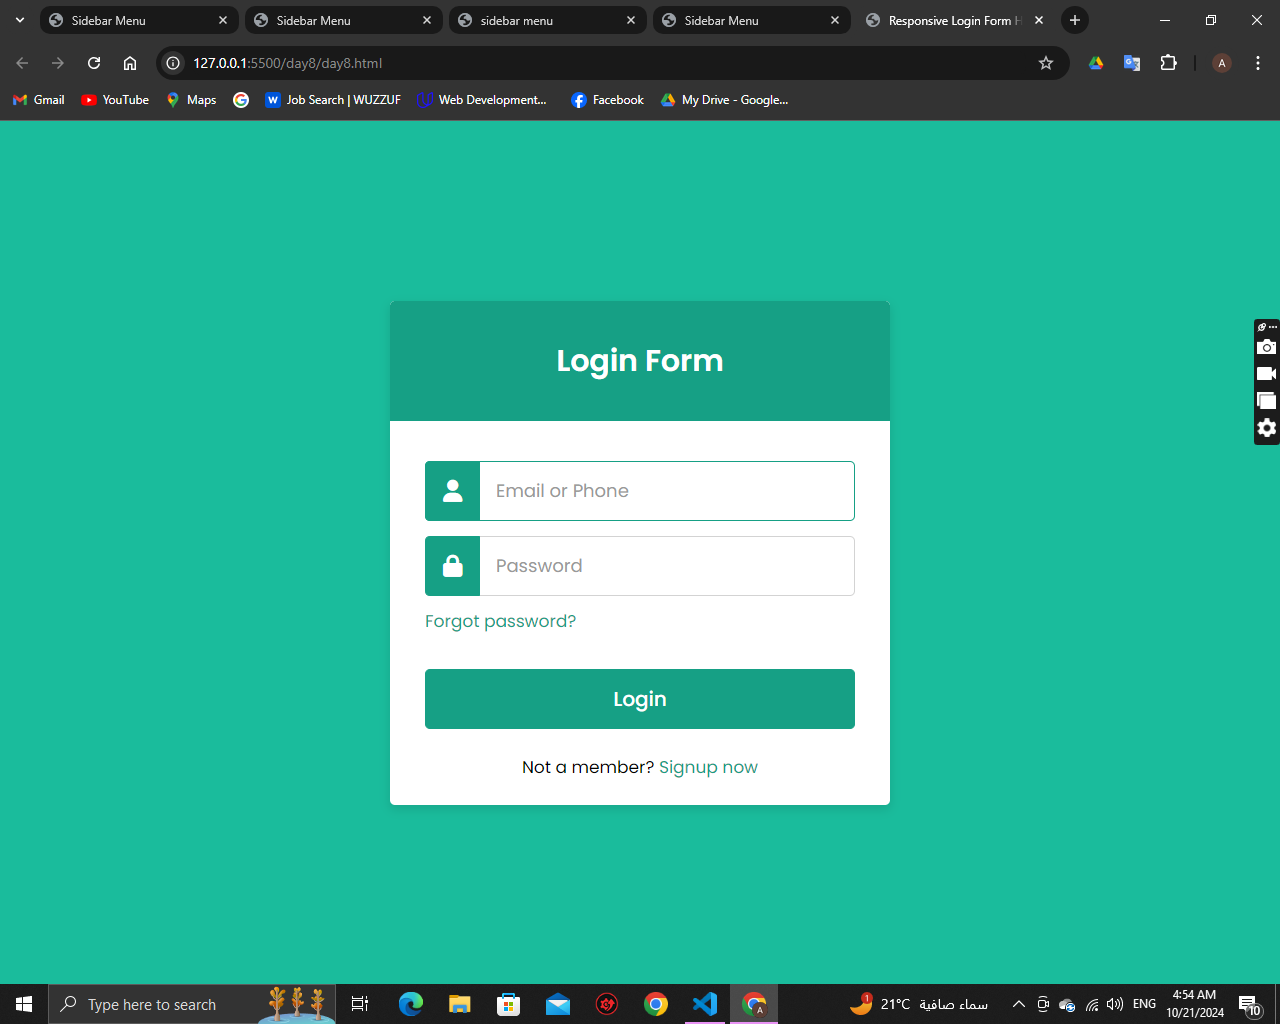 Sidebar Menu
Sidebar Menu
sidebar menu
Sidebar Menu
Responsive Login Form H
127.0.0.1:5500/day8/day8.html
A
Gmail
YouTube
Maps
Job Search | WUZZUF
Web Development...
Facebook
My Drive - Google...
Login Form
Email or Phone
Password
Forgot password?
Login
Not a member? Signup now
Type here to search
A
1
21°C سماء صافية
ENG
4:54 AM
10/21/2024
10